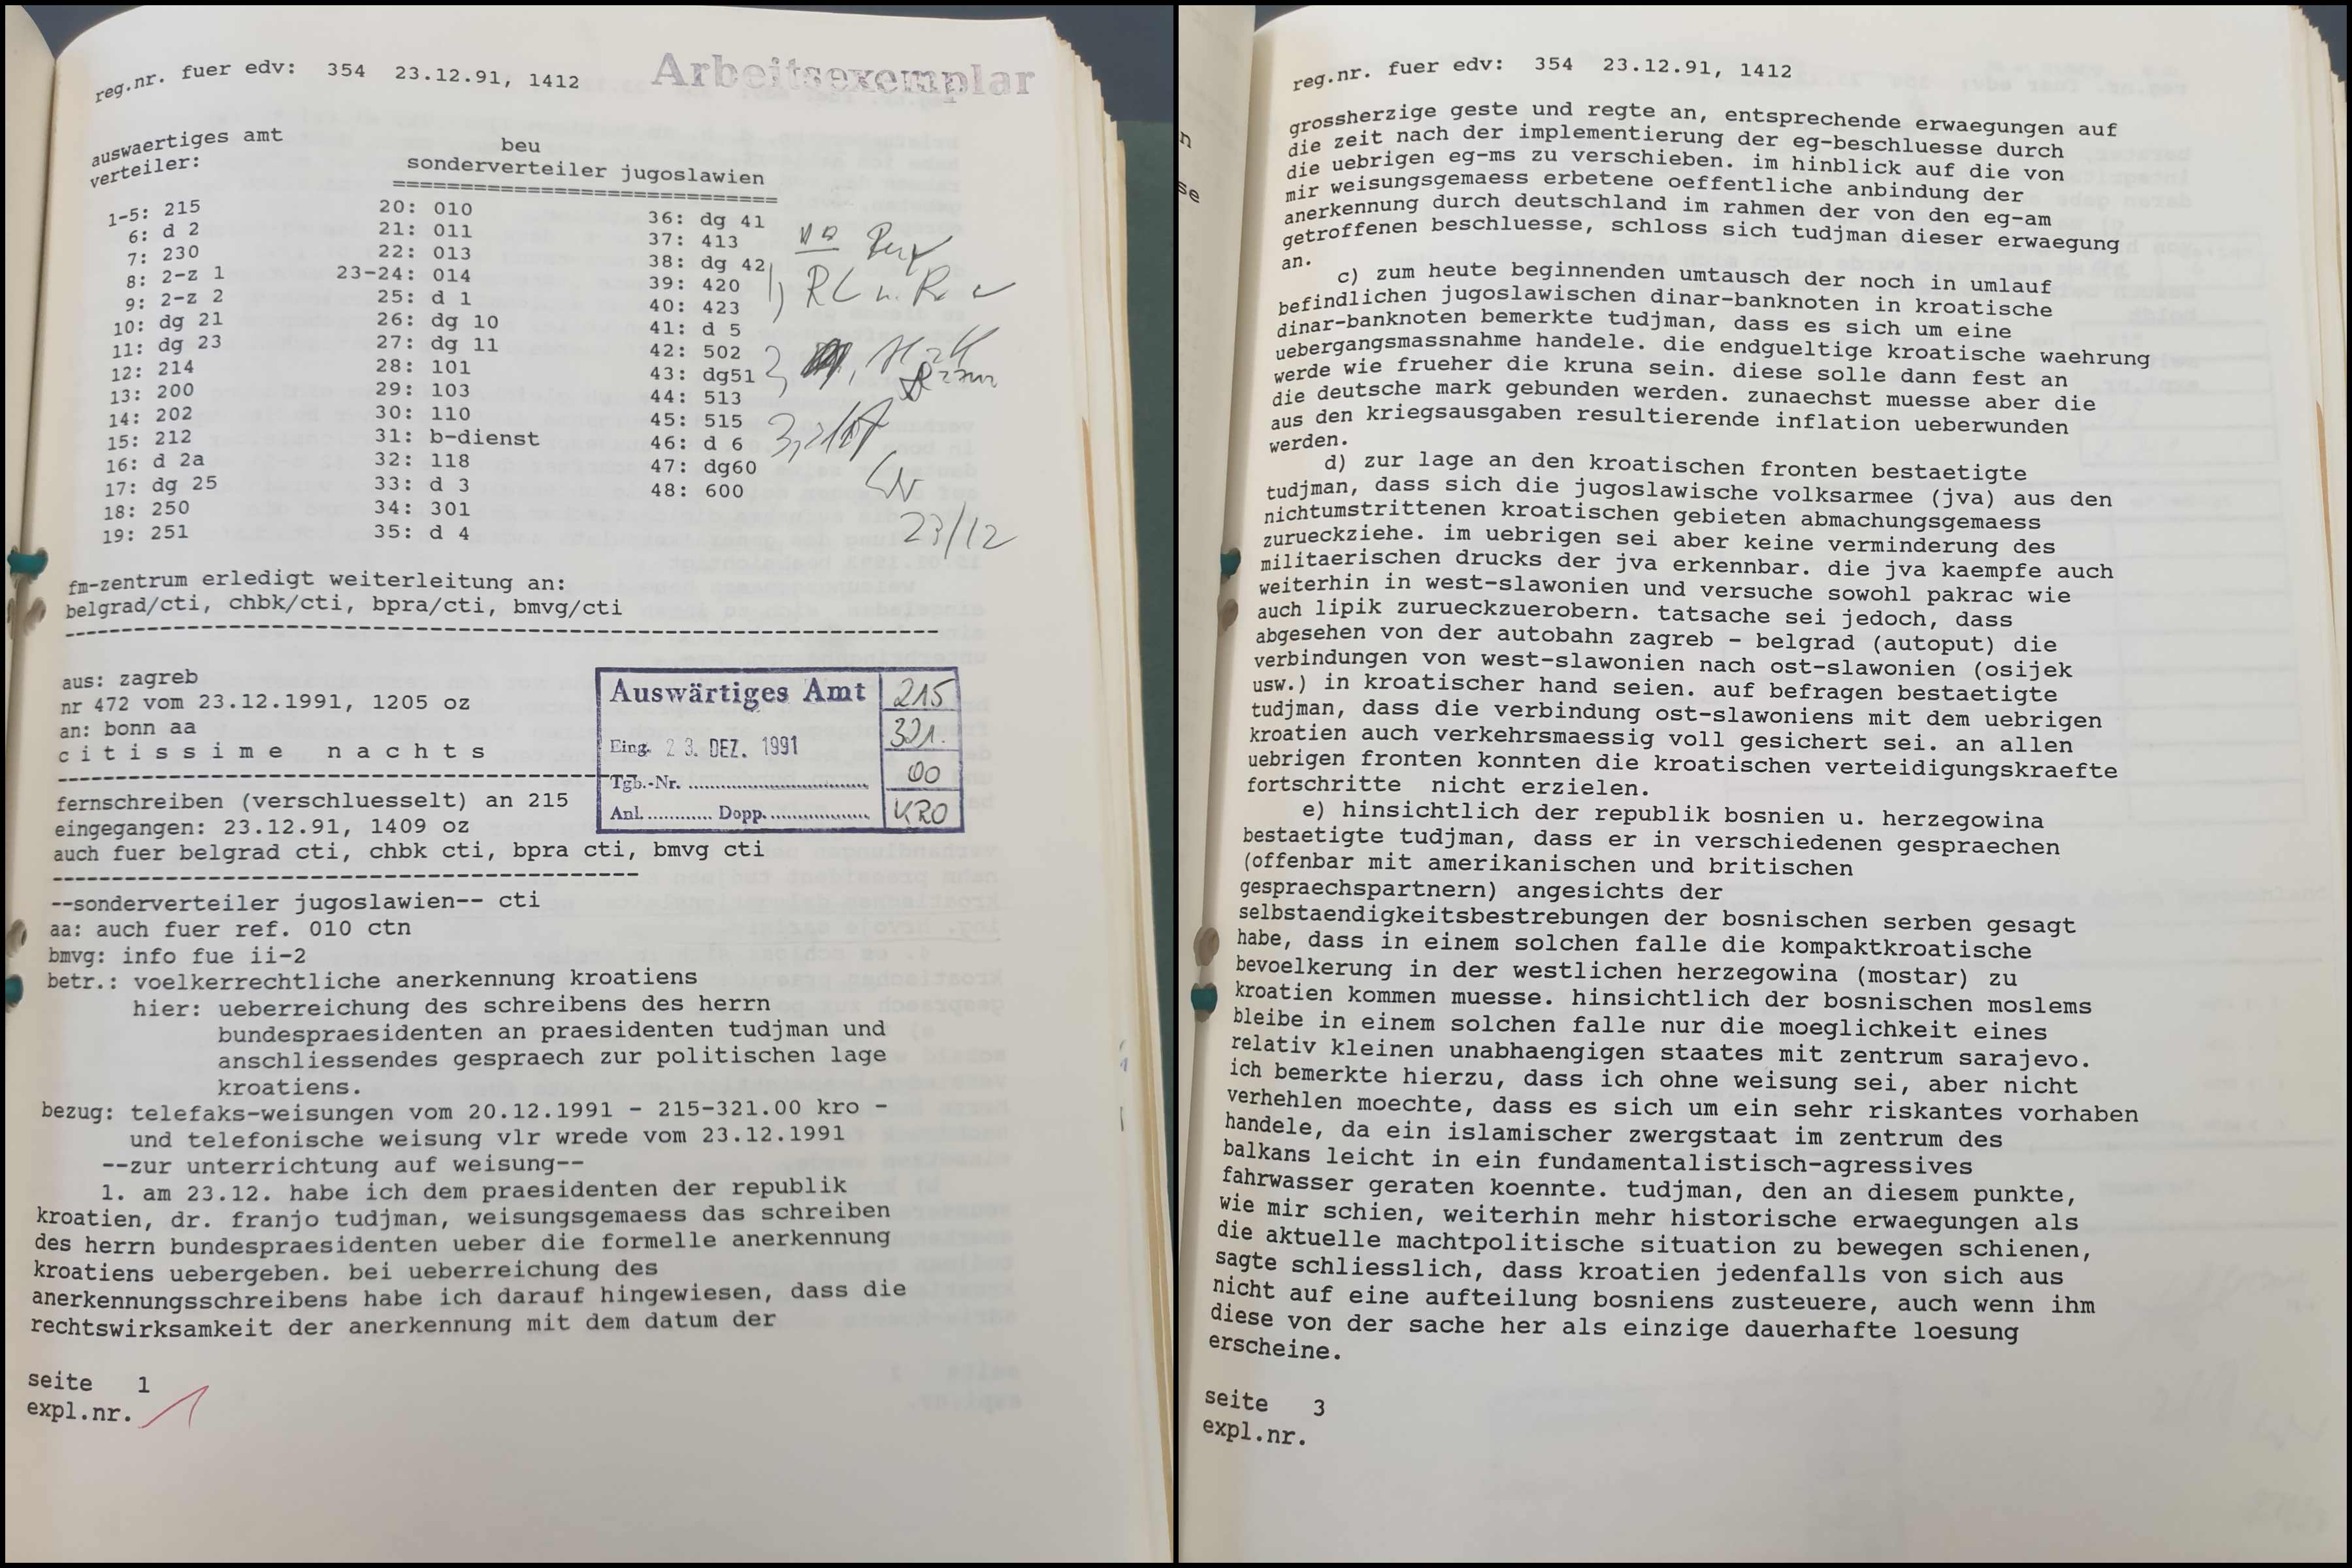 reg.nr. fuer edv: 354 23.12.91, 1412
Arbeitsexemplar
auswaertiges amt
verteiler:
beu
sonderverteiler jugoslawien
===========================
1-5: 215 20: 010 36: dg 41
6: d 2 21: 011 37: 413
7: 230 22: 013 38: dg 42
8: 2-z 1 23-24: 014 39: 420
9: 2-z 2 25: d 1 40: 423
10: dg 21 26: dg 10 41: d 5
11: dg 23 27: dg 11 42: 502
12: 214 28: 101 43: dg51
13: 200 29: 103 44: 513
14: 202 30: 110 45: 515
15: 212 31: b-dienst 46: d 6
16: d 2a 32: 118 47: dg60
17: dg 25 33: d 3 48: 600
18: 250 34: 301
19: 251 35: d 4
23/12
fm-zentrum erledigt weiterleitung an:
belgrad/cti, chbk/cti, bpra/cti, bmvg/cti
aus: zagreb
nr 472 vom 23.12.1991, 1205 oz
an: bonn aa
c i t i s s i m e n a c h t s
Auswärtiges Amt
Eing. 23. DEZ. 1991
Tgb.-Nr.
Anl. Dopp.
215
321.
00
KRO
fernschreiben (verschluesselt) an 215
eingegangen: 23.12.91, 1409 oz
auch fuer belgrad cti, chbk cti, bpra cti, bmvg cti
--sonderverteiler jugoslawien-- cti
aa: auch fuer ref. 010 ctn
bmvg: info fue ii-2
betr.: voelkerrechtliche anerkennung kroatiens
hier: ueberreichung des schreibens des herrn
bundespraesidenten an praesidenten tudjman und
anschliessendes gespraech zur politischen lage
kroatiens.
bezug: telefaks-weisungen vom 20.12.1991 - 215-321.00 kro -
und telefonische weisung vlr wrede vom 23.12.1991
--zur unterrichtung auf weisung--
1. am 23.12. habe ich dem praesidenten der republik
kroatien, dr. franjo tudjman, weisungsgemaess das schreiben
des herrn bundespraesidenten ueber die formelle anerkennung
kroatiens uebergeben. bei ueberreichung des
anerkennungsschreibens habe ich darauf hingewiesen, dass die
rechtswirksamkeit der anerkennung mit dem datum der
seite 1
expl.nr. 1
reg.nr. fuer edv: 354 23.12.91, 1412
grossherzige geste und regte an, entsprechende erwaegungen auf
die zeit nach der implementierung der eg-beschluesse durch
die uebrigen eg-ms zu verschieben. im hinblick auf die von
mir weisungsgemaess erbetene oeffentliche anbindung der
anerkennung durch deutschland im rahmen der von den eg-am
getroffenen beschluesse, schloss sich tudjman dieser erwaegung
an.
c) zum heute beginnenden umtausch der noch in umlauf
befindlichen jugoslawischen dinar-banknoten in kroatische
dinar-banknoten bemerkte tudjman, dass es sich um eine
uebergangsmassnahme handele. die endgueltige kroatische waehrung
werde wie frueher die kruna sein. diese solle dann fest an
die deutsche mark gebunden werden. zunaechst muesse aber die
aus den kriegsausgaben resultierende inflation ueberwunden
werden.
d) zur lage an den kroatischen fronten bestaetigte
tudjman, dass sich die jugoslawische volksarmee (jva) aus den
nichtumstrittenen kroatischen gebieten abmachungsgemaess
zurueckziehe. im uebrigen sei aber keine verminderung des
militaerischen drucks der jva erkennbar. die jva kaempfe auch
weiterhin in west-slawonien und versuche sowohl pakrac wie
auch lipik zurueckzuerobern. tatsache sei jedoch, dass
abgesehen von der autobahn zagreb - belgrad (autoput) die
verbindungen von west-slawonien nach ost-slawonien (osijek
usw.) in kroatischer hand seien. auf befragen bestaetigte
tudjman, dass die verbindung ost-slawoniens mit dem uebrigen
kroatien auch verkehrsmaessig voll gesichert sei. an allen
uebrigen fronten konnten die kroatischen verteidigungskraefte
fortschritte nicht erzielen.
e) hinsichtlich der republik bosnien u. herzegowina
bestaetigte tudjman, dass er in verschiedenen gespraechen
(offenbar mit amerikanischen und britischen
gespraechspartnern) angesichts der
selbstaendigkeitsbestrebungen der bosnischen serben gesagt
habe, dass in einem solchen falle die kompaktkroatische
bevoelkerung in der westlichen herzegowina (mostar) zu
kroatien kommen muesse. hinsichtlich der bosnischen moslems
bleibe in einem solchen falle nur die moeglichkeit eines
relativ kleinen unabhaengigen staates mit zentrum sarajevo.
ich bemerkte hierzu, dass ich ohne weisung sei, aber nicht
verhehlen moechte, dass es sich um ein sehr riskantes vorhaben
handele, da ein islamischer zwergstaat im zentrum des
balkans leicht in ein fundamentalistisch-agressives
fahrwasser geraten koennte. tudjman, den an diesem punkte,
wie mir schien, weiterhin mehr historische erwaegungen als
die aktuelle machtpolitische situation zu bewegen schienen,
sagte schliesslich, dass kroatien jedenfalls von sich aus
nicht auf eine aufteilung bosniens zusteuere, auch wenn ihm
diese von der sache her als einzige dauerhafte loesung
erscheine.
seite 3
expl.nr.